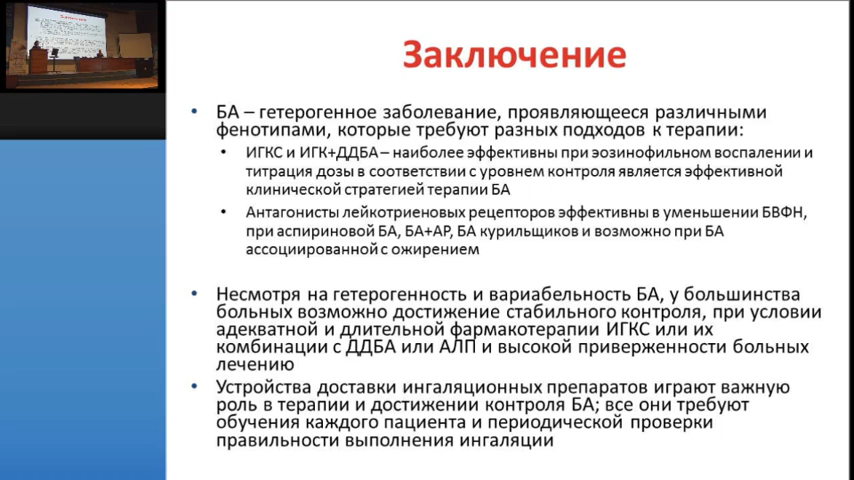 Заключение
БА – гетерогенное заболевание, проявляющееся различными
фенотипами, которые требуют разных подходов к терапии:
ИГКС и ИГК+ДДБА – наиболее эффективны при эозинофильном воспалении и
титрация дозы в соответствии с уровнем контроля является эффективной
клинической стратегией терапии БА
Антагонисты лейкотриеновых рецепторов эффективны в уменьшении БВФН,
при аспириновой БА, БА+АР, БА курильщиков и возможно при БА
ассоциированной с ожирением
Несмотря на гетерогенность и вариабельность БА, у большинства
больных возможно достижение стабильного контроля, при условии
адекватной и длительной фармакотерапии ИГКС или их
комбинации с ДДБА или АЛП и высокой приверженности больных
лечению
Устройства доставки ингаляционных препаратов играют важную
роль в терапии и достижении контроля БА; все они требуют
обучения каждого пациента и периодической проверки
правильности выполнения ингаляции